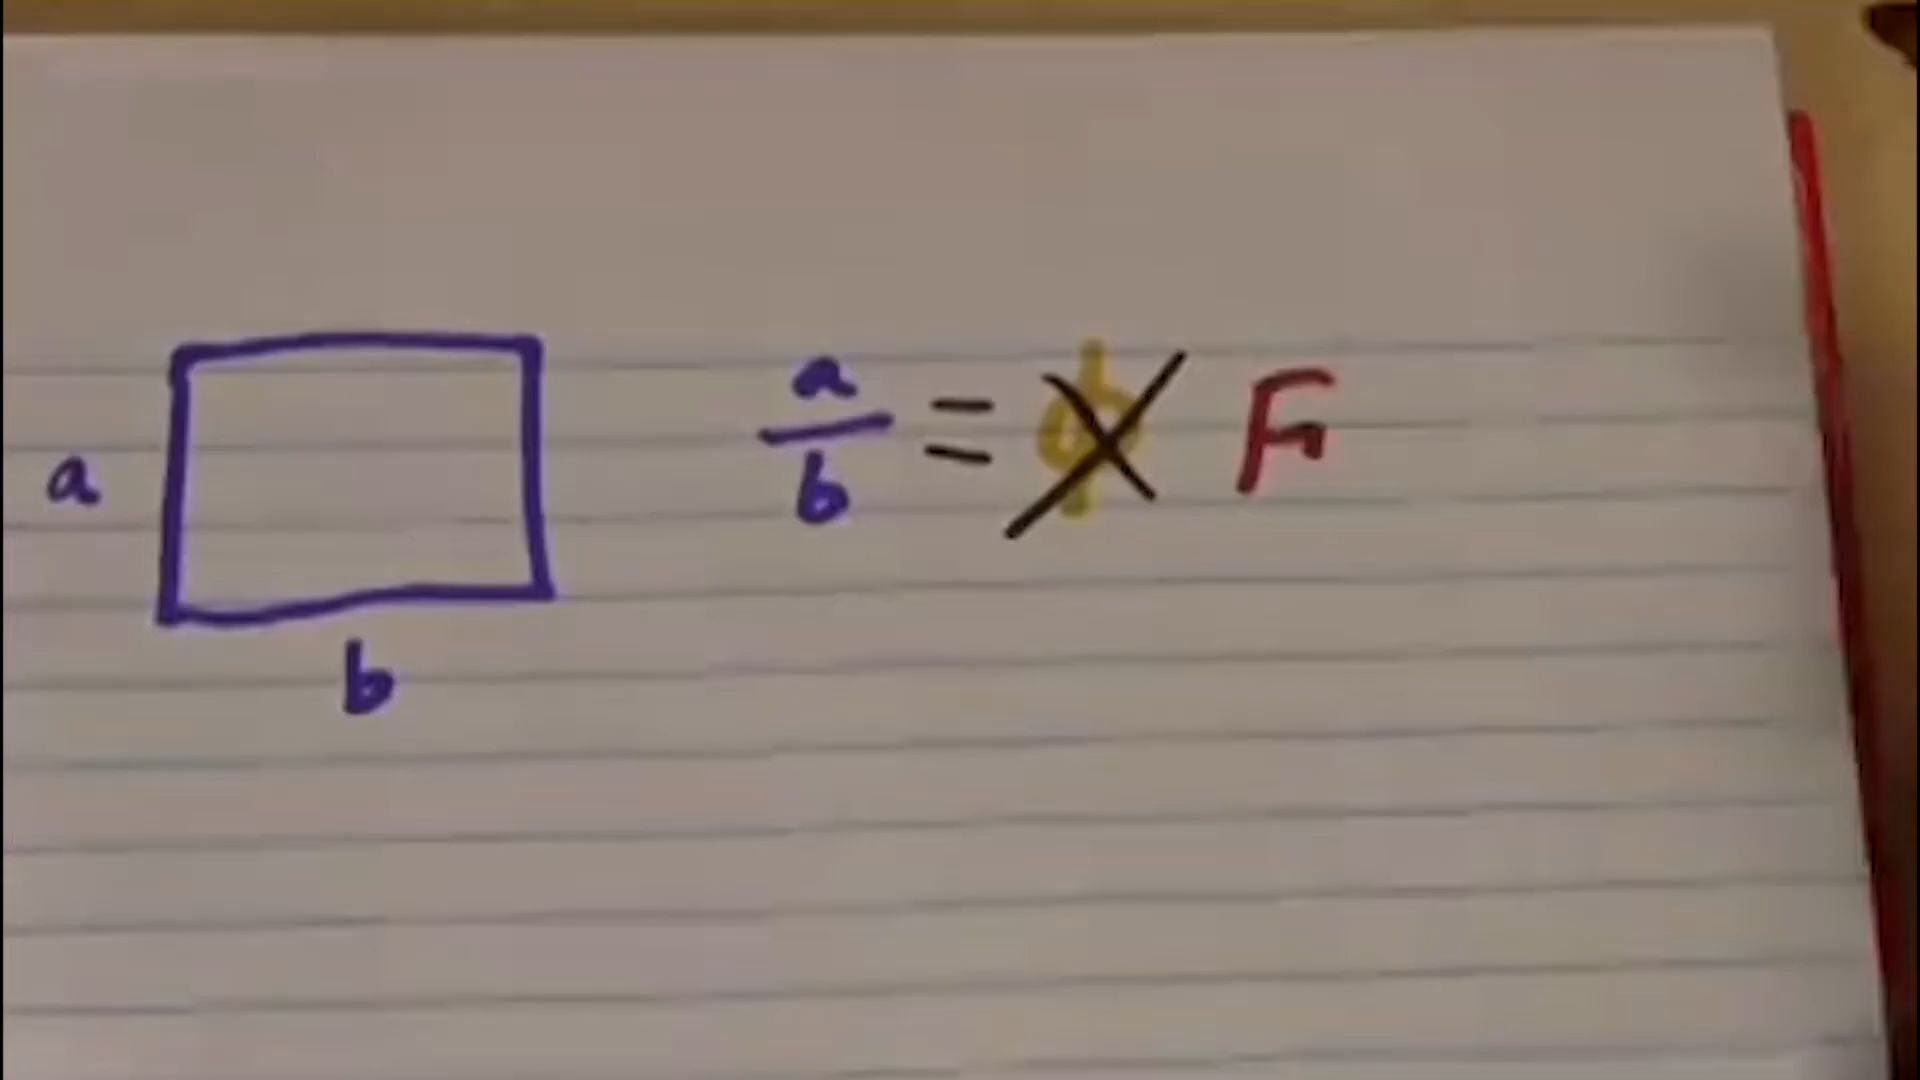 a
b
a/b = ϕ F